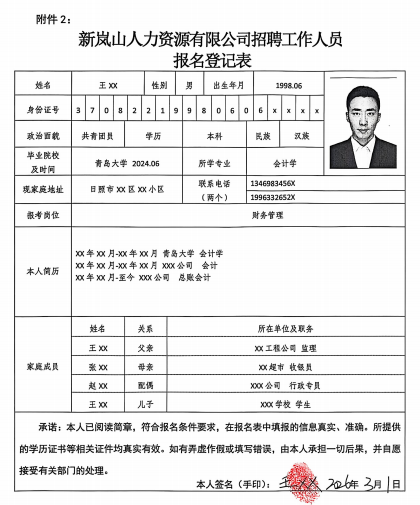 附件 2：
新岚山人力资源有限公司招聘工作人员
报名登记表
姓名 王 XX 性别 男 出生年月 1998.06
身份证号 3 7 0 8 2 2 1 9 9 8 0 6 0 6 x x x x
政治面貌 共青团员 学历 本科 民族 汉族
毕业院校及时间 青岛大学 2024.06 所学专业 会计学
现家庭地址 日照市 XX 区 XX 小区 联系电话（两个） 1346983456X
1996332652X
报考岗位 财务管理
本人简历
XX 年 XX 月-XX 年 XX 月 青岛大学 会计学
XX 年 XX 月-XX 年 XX 月 XXX 公司 会计
XX 年 XX 月-至今 XXX 公司 总账会计
家庭成员
姓名 关系 所在单位及职务
王 XX 父亲 XX 工程公司 监理
张 XX 母亲 XX 超市 收银员
赵 XX 配偶 XXX 公司 行政专员
王 XX 儿子 XXX 学校 学生
承诺：本人已阅读简章，符合报名条件要求，在报名表中填报的信息真实、准确。所提供
的学历证书等相关证件均真实有效。如有弄虚作假或填写错误，由本人承担一切后果，并自愿
接受有关部门的处理。
本人签名（手印）： 王XX 2026年 3月1日